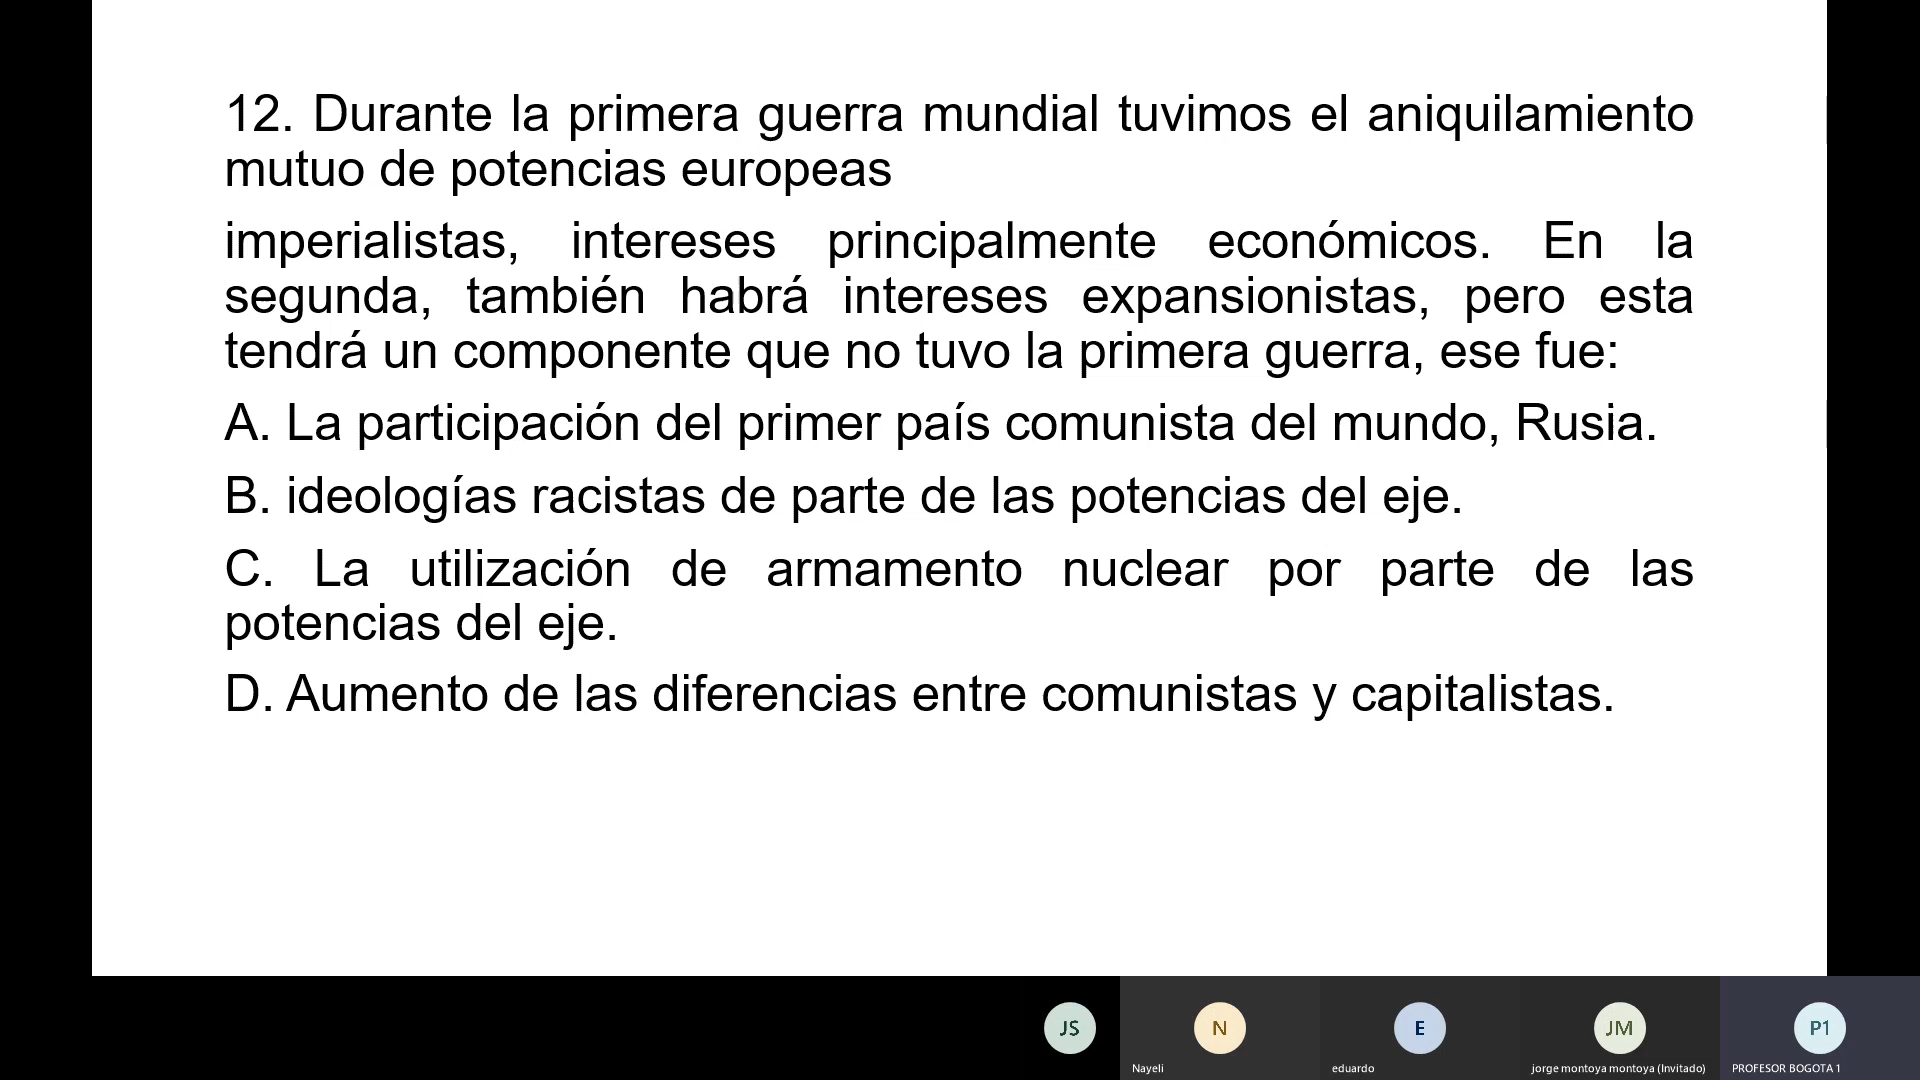 12. Durante la primera guerra mundial tuvimos el aniquilamiento
mutuo de potencias europeas
imperialistas, intereses principalmente económicos. En la
segunda, también habrá intereses expansionistas, pero esta
tendrá un componente que no tuvo la primera guerra, ese fue:
A. La participación del primer país comunista del mundo, Rusia.
B. ideologías racistas de parte de las potencias del eje.
C. La utilización de armamento nuclear por parte de las
potencias del eje.
D. Aumento de las diferencias entre comunistas y capitalistas.
JS
N
E
JM
P1
Nayeli
eduardo
jorge montoya montoya (Invitado)
PROFESOR BOGOTA 1